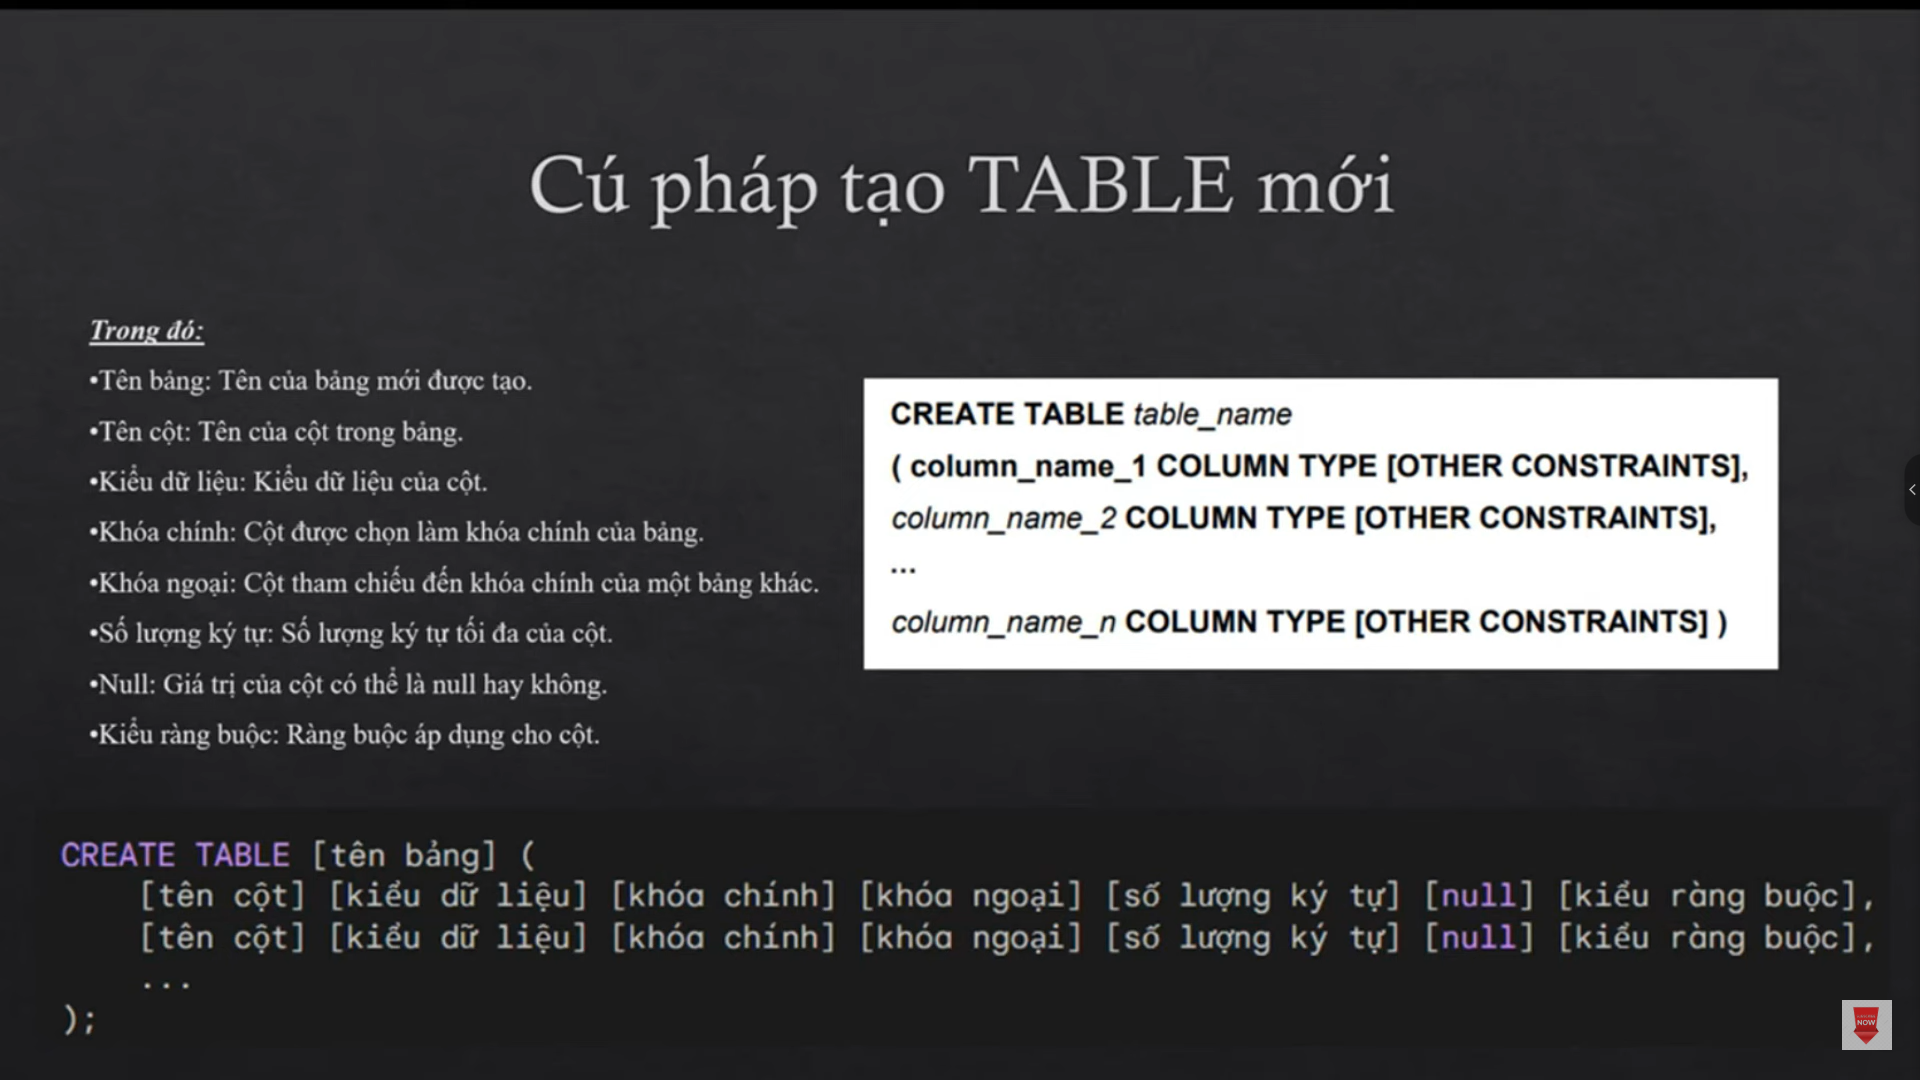 Cú pháp tạo TABLE mới
Trong đó:
•Tên bảng: Tên của bảng mới được tạo.
•Tên cột: Tên của cột trong bảng.
•Kiểu dữ liệu: Kiểu dữ liệu của cột.
•Khóa chính: Cột được chọn làm khóa chính của bảng.
•Khóa ngoại: Cột tham chiếu đến khóa chính của một bảng khác.
•Số lượng ký tự: Số lượng ký tự tối đa của cột.
•Null: Giá trị của cột có thể là null hay không.
•Kiểu ràng buộc: Ràng buộc áp dụng cho cột.
CREATE TABLE table_name
( column_name_1 COLUMN TYPE [OTHER CONSTRAINTS],
column_name_2 COLUMN TYPE [OTHER CONSTRAINTS],
...
column_name_n COLUMN TYPE [OTHER CONSTRAINTS] )
CREATE TABLE [tên bảng] (
[tên cột] [kiểu dữ liệu] [khóa chính] [khóa ngoại] [số lượng ký tự] [null] [kiểu ràng buộc],
[tên cột] [kiểu dữ liệu] [khóa chính] [khóa ngoại] [số lượng ký tự] [null] [kiểu ràng buộc],
...
);
NOW